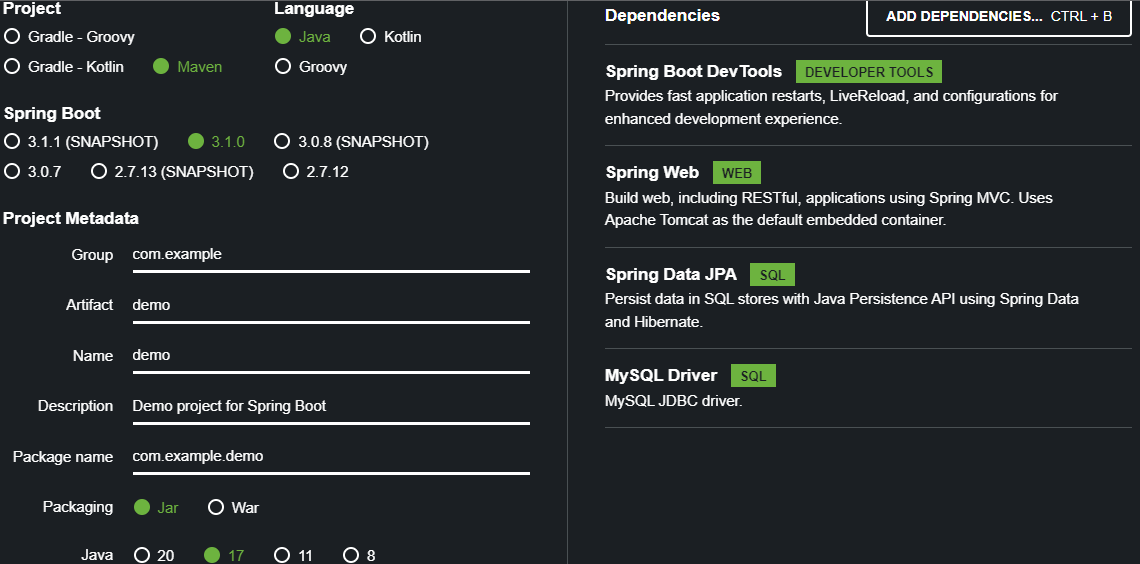 Project
Language
Gradle - Groovy
Java
Kotlin
Gradle - Kotlin
Maven
Groovy
Spring Boot
3.1.1 (SNAPSHOT)
3.1.0
3.0.8 (SNAPSHOT)
3.0.7
2.7.13 (SNAPSHOT)
2.7.12
Project Metadata
Group com.example
Artifact demo
Name demo
Description Demo project for Spring Boot
Package name com.example.demo
Packaging Jar War
Java 20 17 11 8
Dependencies
ADD DEPENDENCIES... CTRL + B
Spring Boot DevTools DEVELOPER TOOLS
Provides fast application restarts, LiveReload, and configurations for
enhanced development experience.
Spring Web WEB
Build web, including RESTful, applications using Spring MVC. Uses
Apache Tomcat as the default embedded container.
Spring Data JPA SQL
Persist data in SQL stores with Java Persistence API using Spring Data
and Hibernate.
MySQL Driver SQL
MySQL JDBC driver.